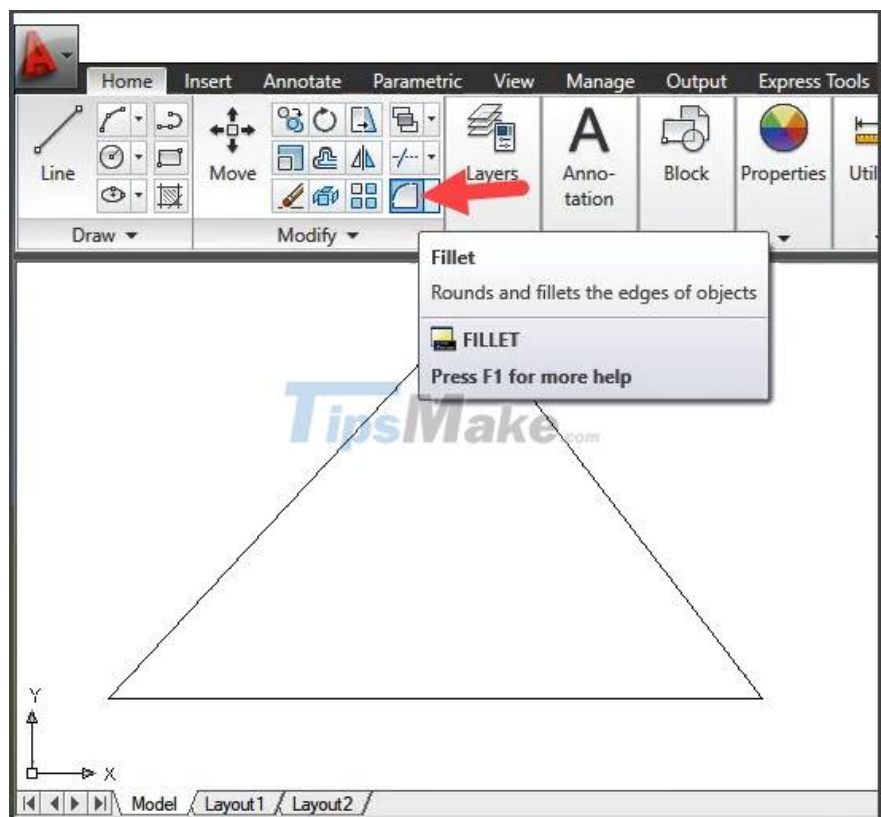 Home Insert Annotate Parametric View Manage Output Express Tools
Line Move Layers Anno- Block Properties Util
tation
Draw Modify
Fillet
Rounds and fillets the edges of objects
FILLET
Press F1 for more help
TipsMake.com
Y
X
Model Layout1 Layout2